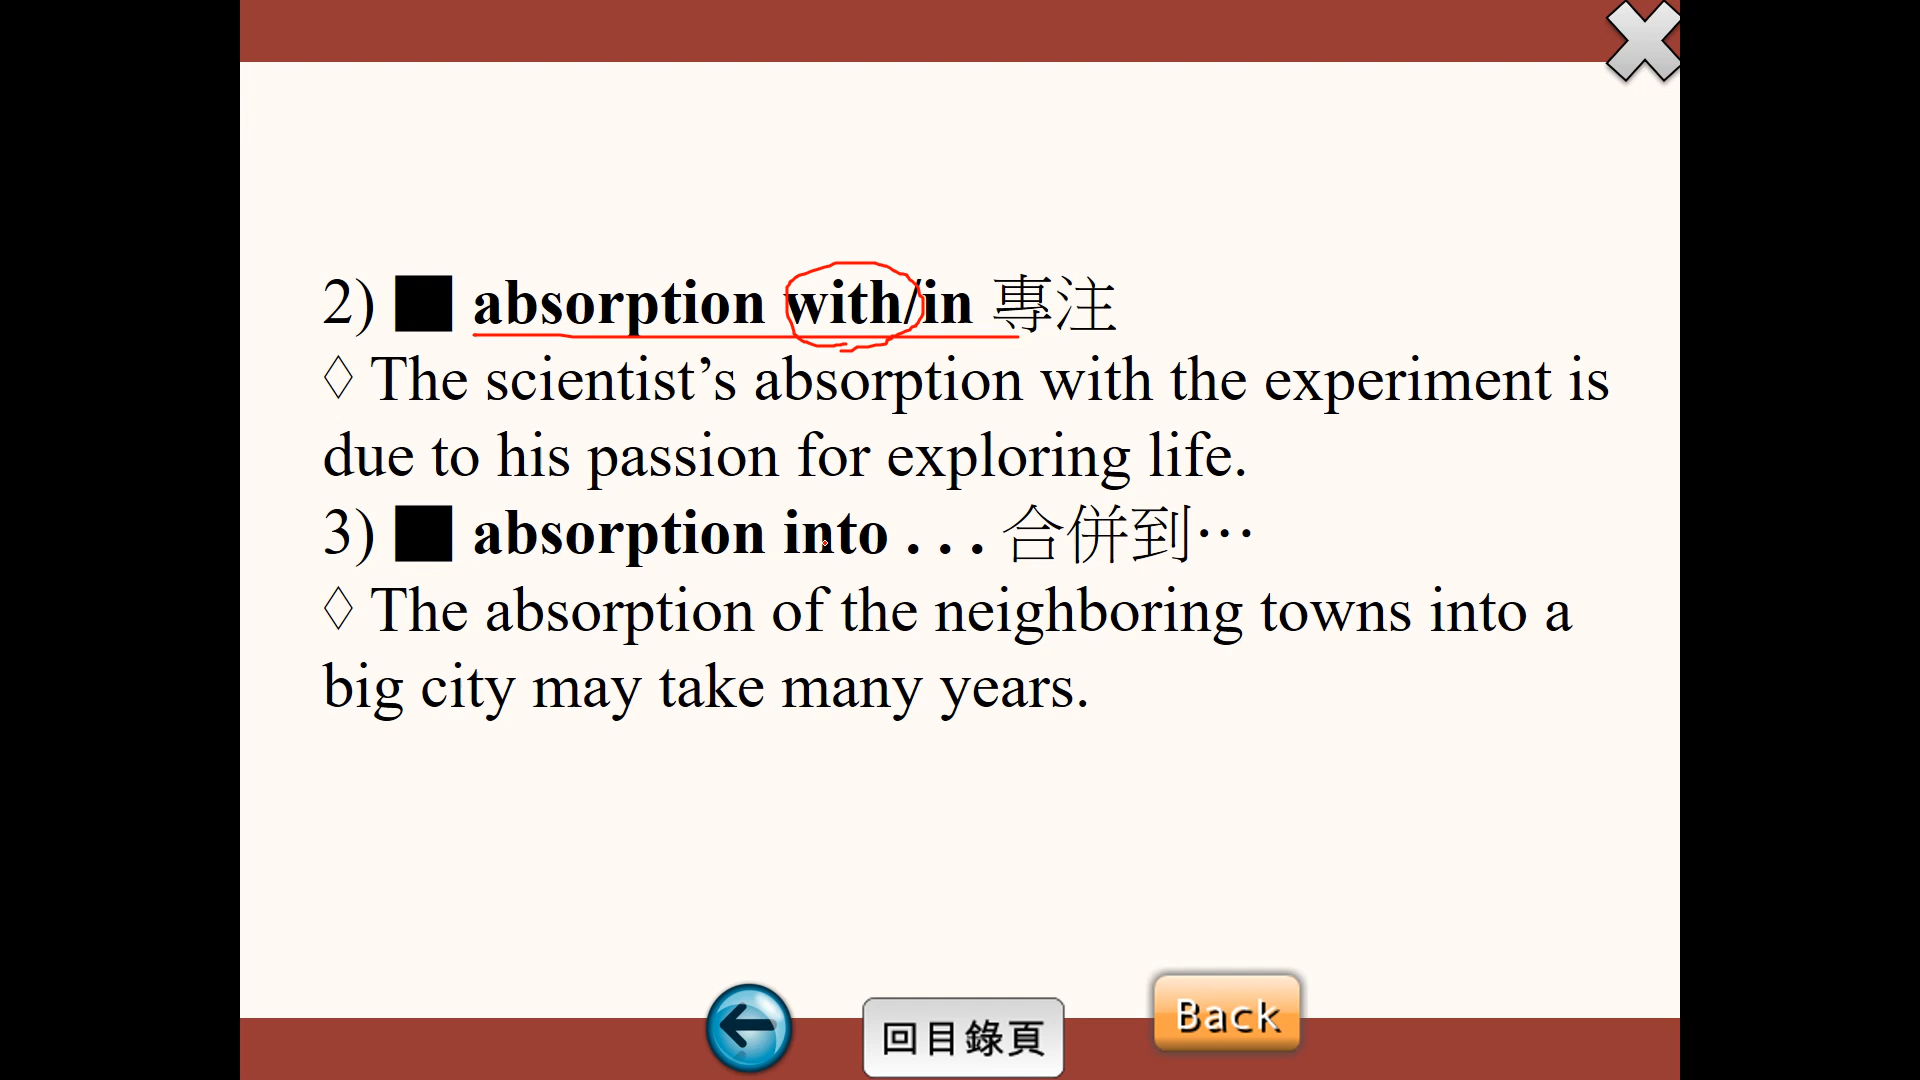 2) ■ absorption with/in 專注
◊ The scientist’s absorption with the experiment is
due to his passion for exploring life.
3) ■ absorption into . . . 合併到…
◊ The absorption of the neighboring towns into a
big city may take many years.
回目錄頁
Back